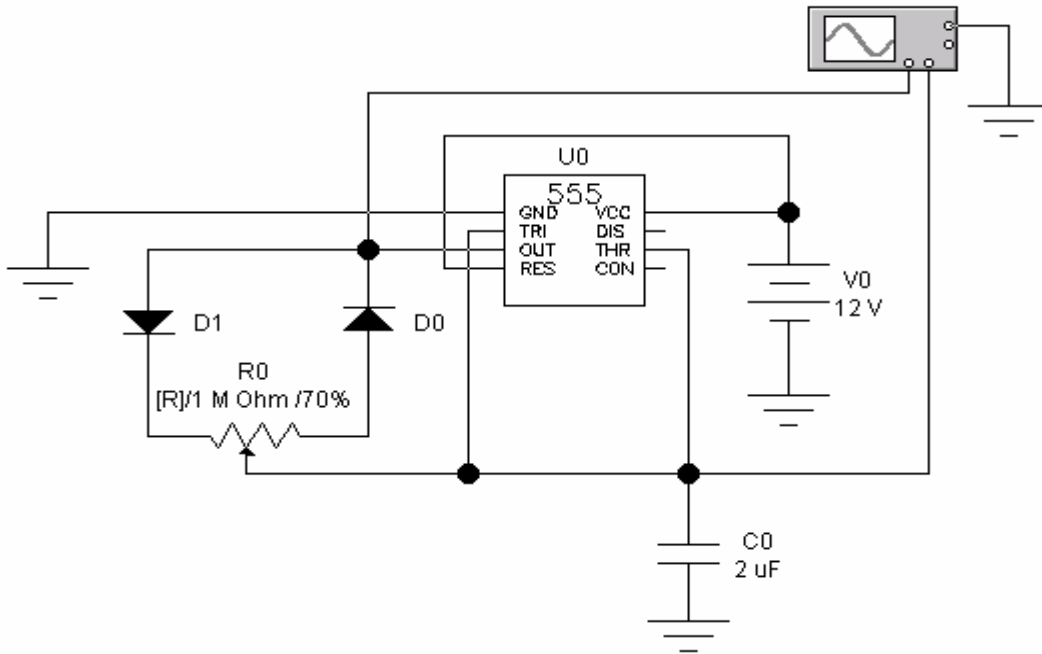 U0
555
GND VCC
TRI DIS
OUT THR
RES CON
V0
12 V
D1
D0
R0
[R]/1 M Ohm /70%
C0
2 uF